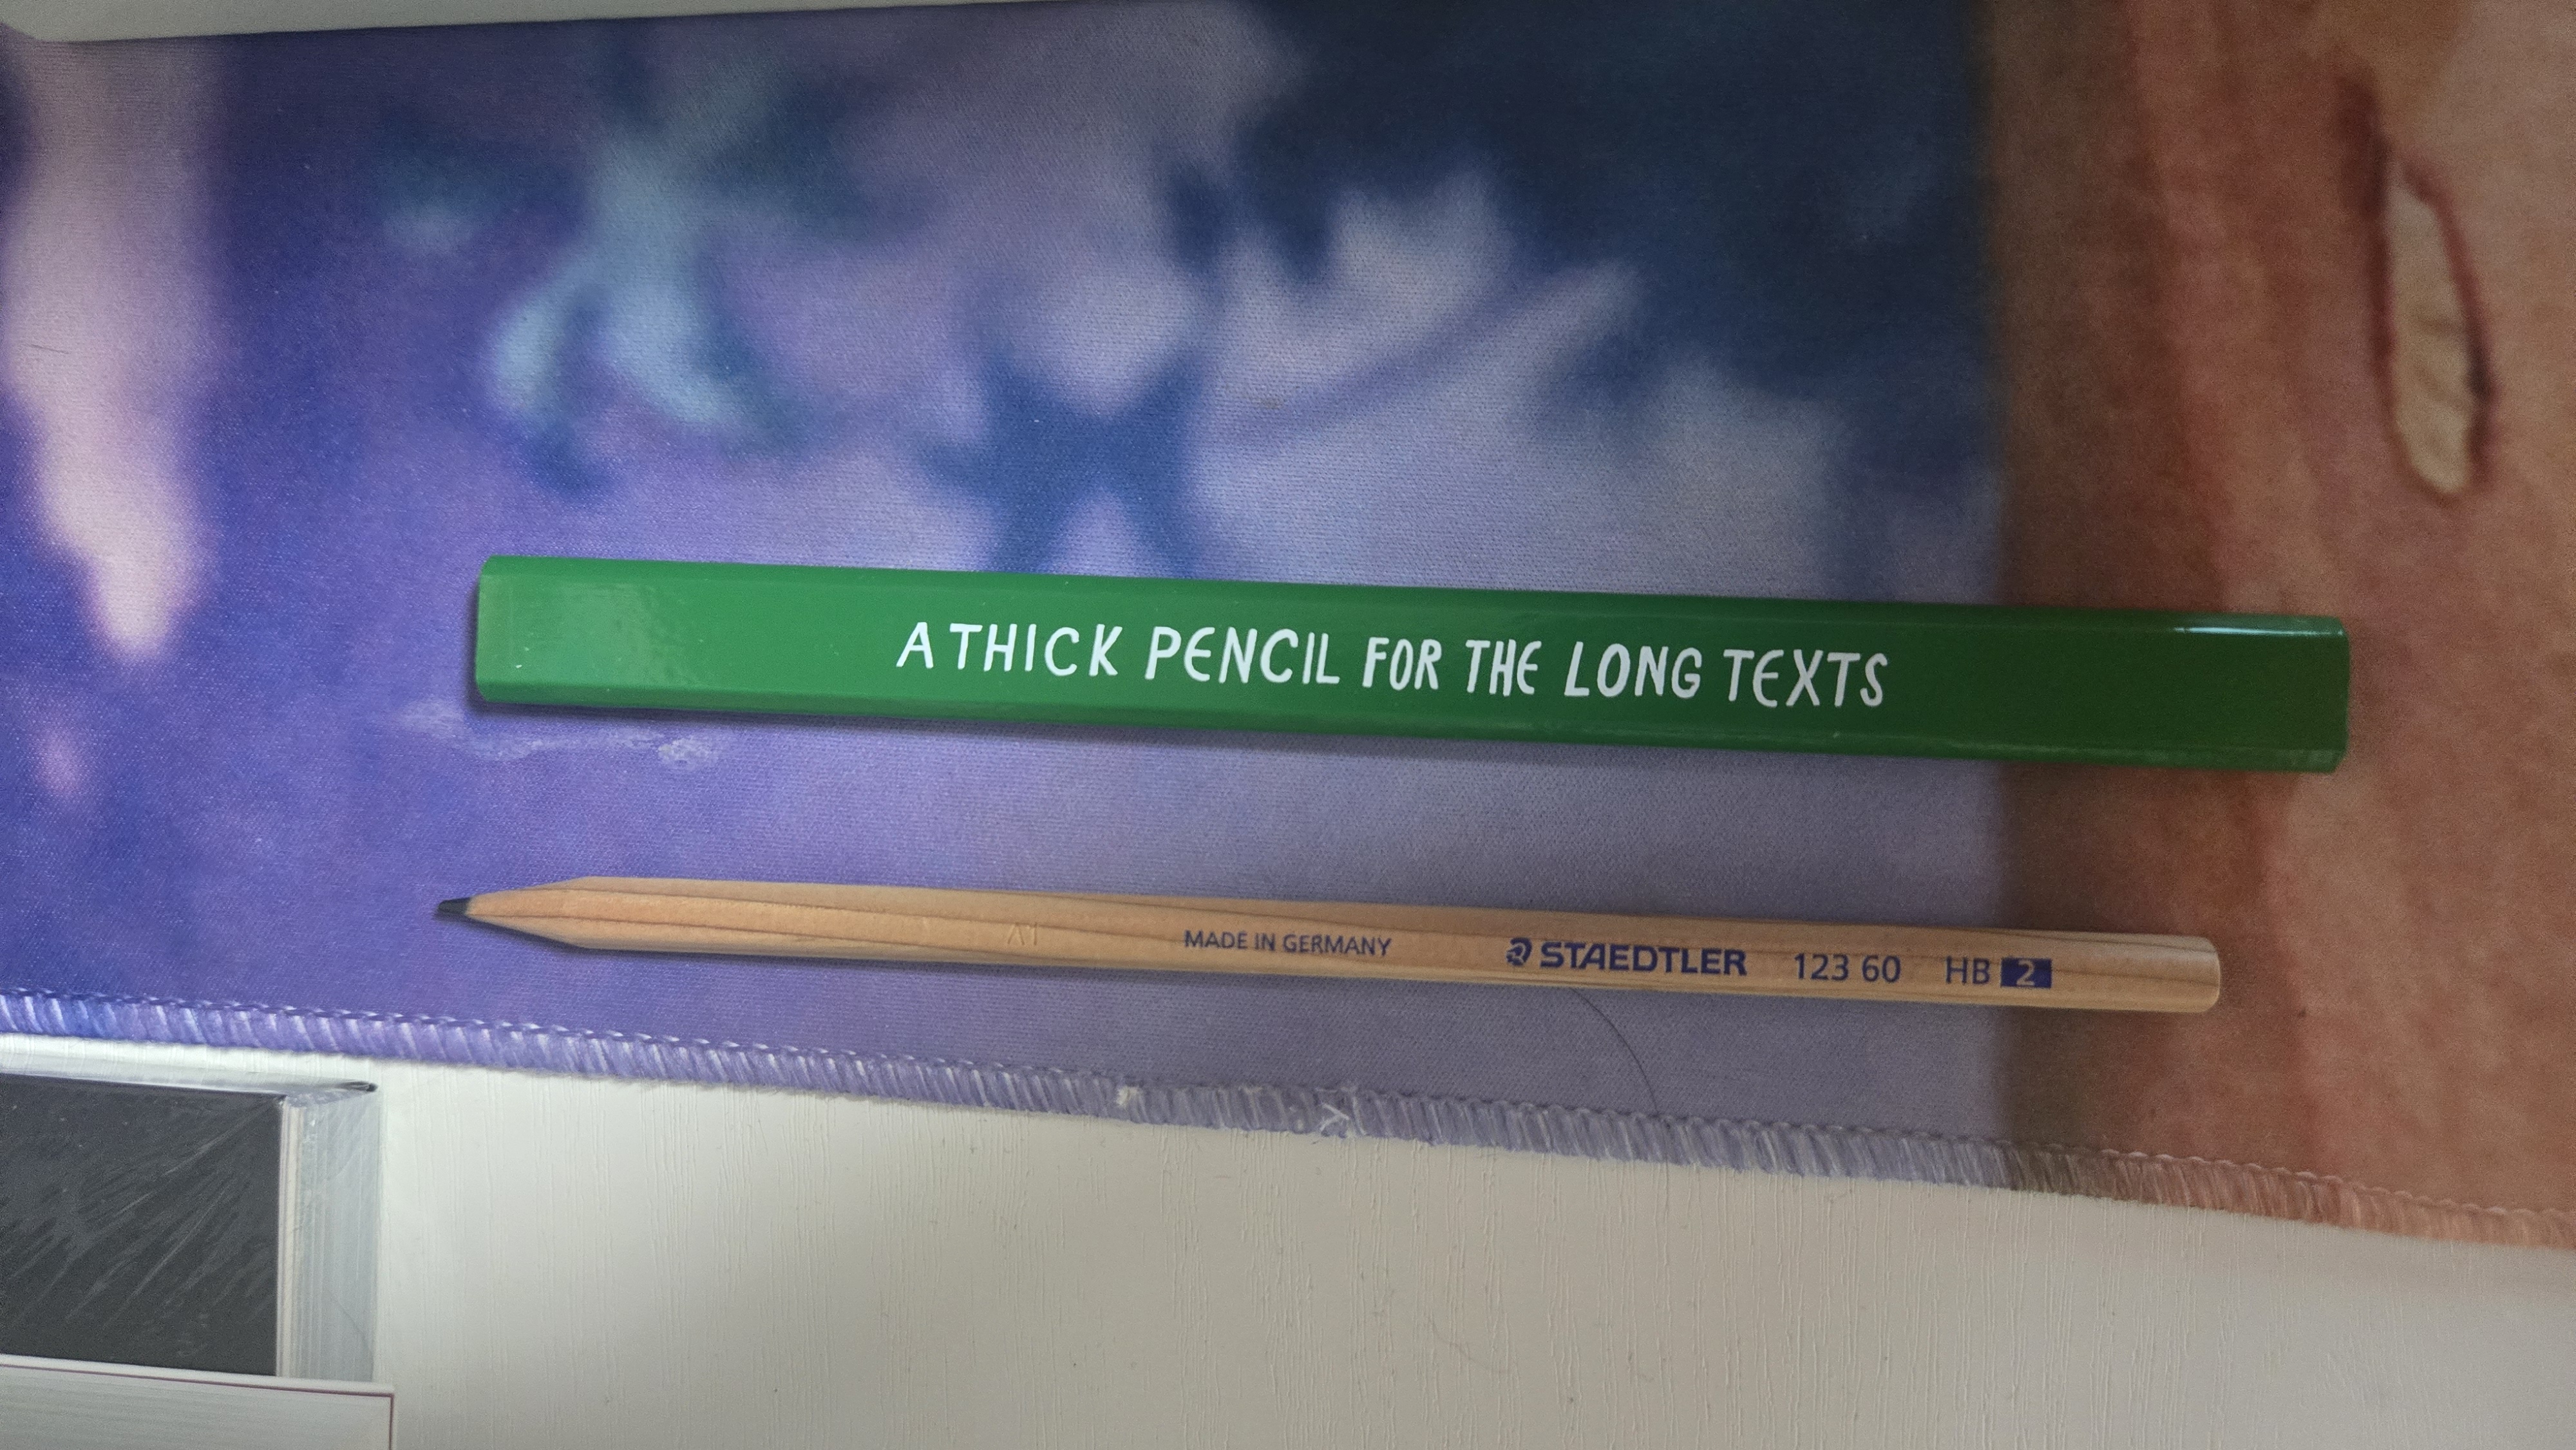 A THICK PENCIL FOR THE LONG TEXTS
MADE IN GERMANY STAEDTLER 123 60 HB 2